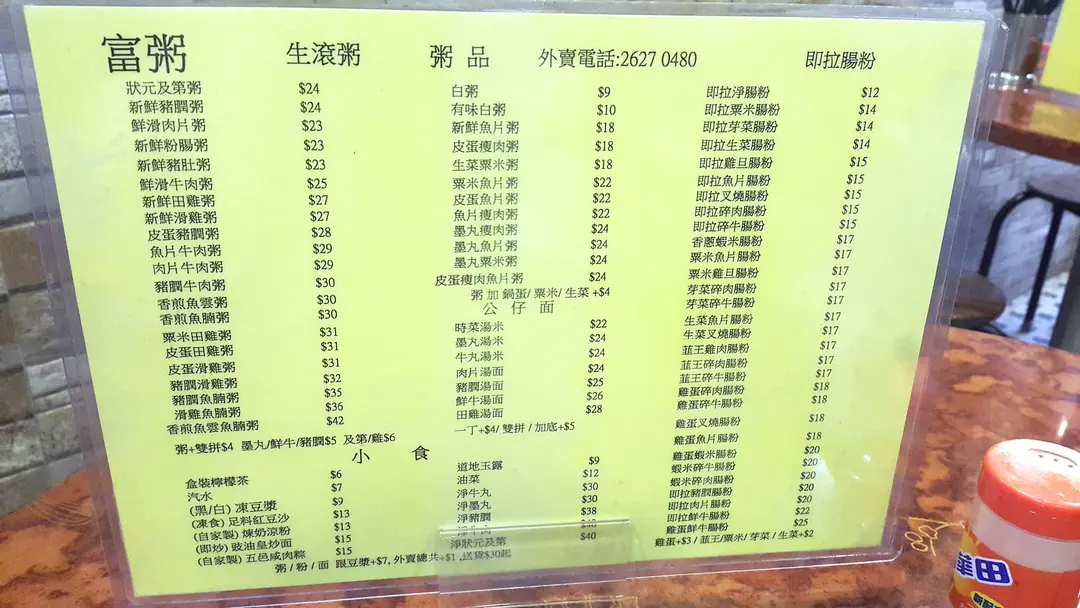 富粥 生滾粥
狀元及第粥 $24
新鮮豬膶粥 $24
鮮滑肉片粥 $23
新鮮粉腸粥 $23
新鮮豬肚粥 $23
鮮滑牛肉粥 $25
新鮮田雞粥 $27
新鮮滑雞粥 $27
皮蛋豬膶粥 $28
魚片牛肉粥 $29
肉片牛肉粥 $29
豬膶牛肉粥 $30
香煎魚雲粥 $30
香煎魚腩粥 $30
粟米田雞粥 $31
皮蛋田雞粥 $31
皮蛋滑雞粥 $31
豬膶滑雞粥 $32
豬膶魚腩粥 $35
滑雞魚腩粥 $36
香煎魚雲魚腩粥 $42
粥+雙拼$4 墨丸/鮮牛/豬膶$5 及第/雞$6
小食
盒裝檸檬茶 $6
汽水 $7
(黑/白) 凍豆漿 $9
(凍食) 足料紅豆沙 $13
(自家製) 煉奶涼粉 $13
(即炒) 豉油皇炒面 $15
(自家製) 五邑咸肉粽 $15
粥 品 外賣電話:2627 0480
白粥 $9
有味白粥 $10
新鮮魚片粥 $18
皮蛋瘦肉粥 $18
生菜粟米粥 $18
粟米魚片粥 $22
皮蛋魚片粥 $22
魚片瘦肉粥 $22
墨丸瘦肉粥 $24
墨丸魚片粥 $24
墨丸粟米粥 $24
皮蛋瘦肉魚片粥 $24
粥 加 鍋蛋/ 粟米/ 生菜 +$4
公仔面
時菜湯米 $22
墨丸湯米 $24
牛丸湯米 $24
肉片湯面 $24
豬膶湯面 $25
鮮牛湯面 $26
田雞湯面 $28
一丁+$4/ 雙拼 / 加底+$5
道地玉露 $9
油菜 $12
淨牛丸 $30
淨墨丸 $30
淨豬膶 $38
淨牛肉
淨狀元及第 $40
粥 / 粉 / 面 跟豆漿+$7, 外賣總共+$1 ,送貨$30起
即拉腸粉
即拉淨腸粉 $12
即拉粟米腸粉 $14
即拉芽菜腸粉 $14
即拉生菜腸粉 $14
即拉雞旦腸粉 $15
即拉魚片腸粉 $15
即拉叉燒腸粉 $15
即拉碎肉腸粉 $15
即拉碎牛腸粉 $15
香蔥蝦米腸粉 $17
粟米魚片腸粉 $17
粟米雞旦腸粉 $17
芽菜碎肉腸粉 $17
芽菜碎牛腸粉 $17
生菜魚片腸粉 $17
生菜叉燒腸粉 $17
韮王雞肉腸粉 $17
韮王碎肉腸粉 $17
韮王碎牛腸粉 $17
雞蛋碎肉腸粉 $18
雞蛋碎牛腸粉 $18
雞蛋叉燒腸粉 $18
雞蛋魚片腸粉 $18
雞蛋蝦米腸粉 $20
蝦米碎牛腸粉 $20
蝦米碎肉腸粉 $20
即拉豬膶腸粉 $20
即拉肉片腸粉 $20
即拉鮮牛腸粉 $22
雞蛋鮮牛腸粉 $25
雞蛋+$3 / 韮王/粟米/ 芽菜 / 生菜+$2
華田